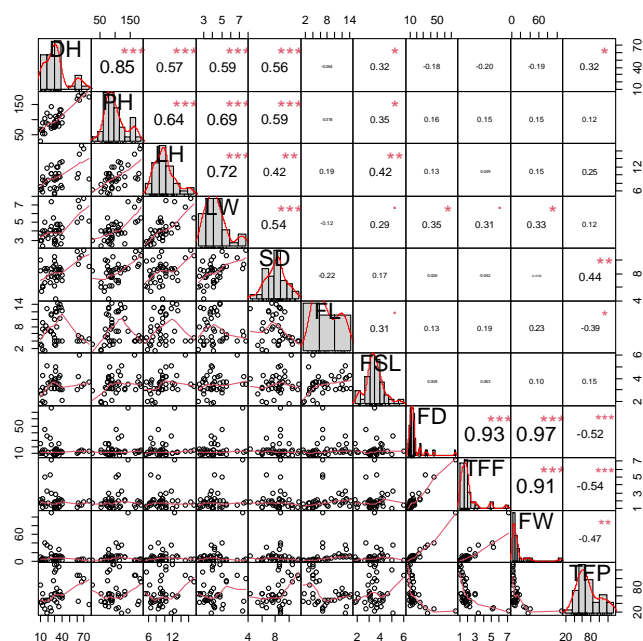 50 150 3 5 7 2 8 14 10 50 0 60
DH 0.85 *** 0.57 *** 0.59 *** 0.56 *** 0.32 * -0.18 -0.20 -0.19 0.32 * 10 40 70
50 150 PH 0.64 *** 0.69 *** 0.59 *** 0.35 * 0.16 0.15 0.15 0.12
LH 0.72 *** 0.42 ** 0.19 0.42 ** 0.13 0.15 0.25 6 12
3 5 7 LW 0.54 *** -0.12 0.29 . 0.35 * 0.31 . 0.33 * 0.12
SD -0.22 0.17 0.44 ** 4 8
2 8 14 FL 0.31 . 0.13 0.19 0.23 -0.39 *
FSL 0.10 0.15 2 4 6
10 50 FD 0.93 *** 0.97 *** -0.52 ***
TFF 0.91 *** -0.54 *** 1 3 5 7
0 60 FW -0.47 **
TFP 20 80
10 40 70 6 12 4 8 2 4 6 1 3 5 7 20 80